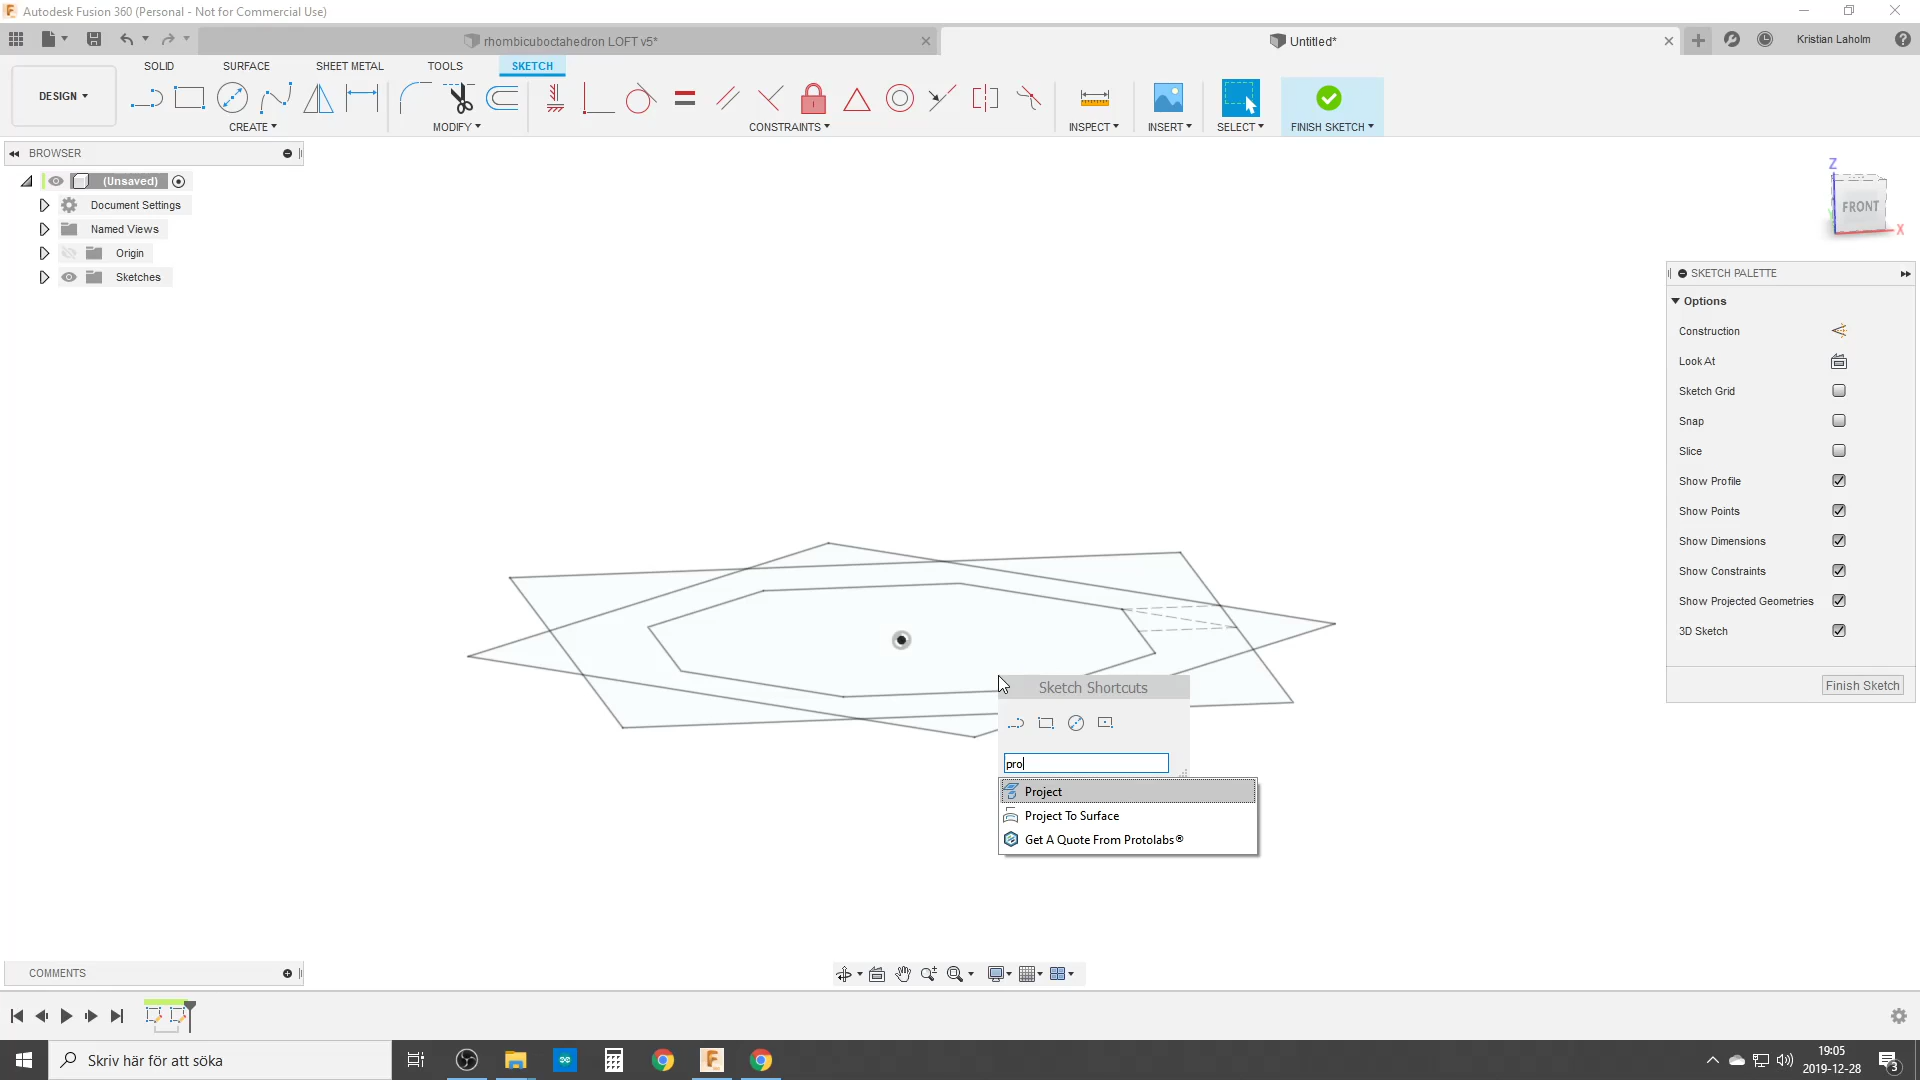 Autodesk Fusion 360 (Personal - Not for Commercial Use)
rhombicuboctahedron LOFT v5*
Untitled*
Kristian Laholm
DESIGN
SOLID
SURFACE
SHEET METAL
TOOLS
SKETCH
CREATE
MODIFY
CONSTRAINTS
INSPECT
INSERT
SELECT
FINISH SKETCH
BROWSER
(Unsaved)
Document Settings
Named Views
Origin
Sketches
Z
FRONT
X
SKETCH PALETTE
Options
Construction
Look At
Sketch Grid
Snap
Slice
Show Profile
Show Points
Show Dimensions
Show Constraints
Show Projected Geometries
3D Sketch
Finish Sketch
Sketch Shortcuts
pro
Project
Project To Surface
Get A Quote From Protolabs®
COMMENTS
Skriv här för att söka
19:05
2019-12-28
3